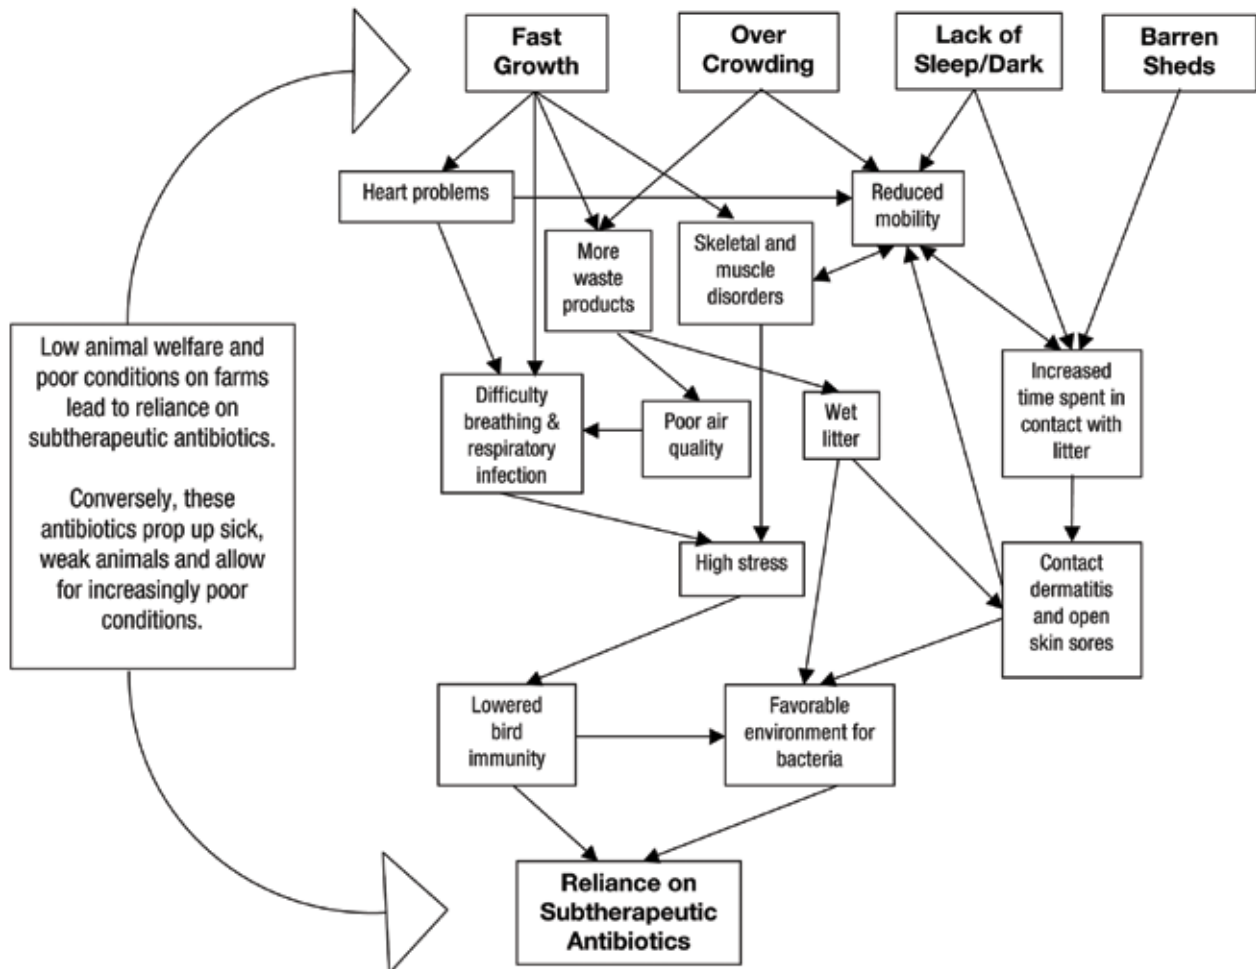 Fast
Growth
Over
Crowding
Lack of
Sleep/Dark
Barren
Sheds
Heart problems
Reduced
mobility
More
waste
products
Skeletal and
muscle
disorders
Low animal welfare and
poor conditions on farms
lead to reliance on
subtherapeutic antibiotics.
Conversely, these
antibiotics prop up sick,
weak animals and allow
for increasingly poor
conditions.
Difficulty
breathing &
respiratory
infection
Poor air
quality
Wet
litter
Increased
time spent in
contact with
litter
High stress
Contact
dermatitis
and open
skin sores
Lowered
bird
immunity
Favorable
environment for
bacteria
Reliance on
Subtherapeutic
Antibiotics